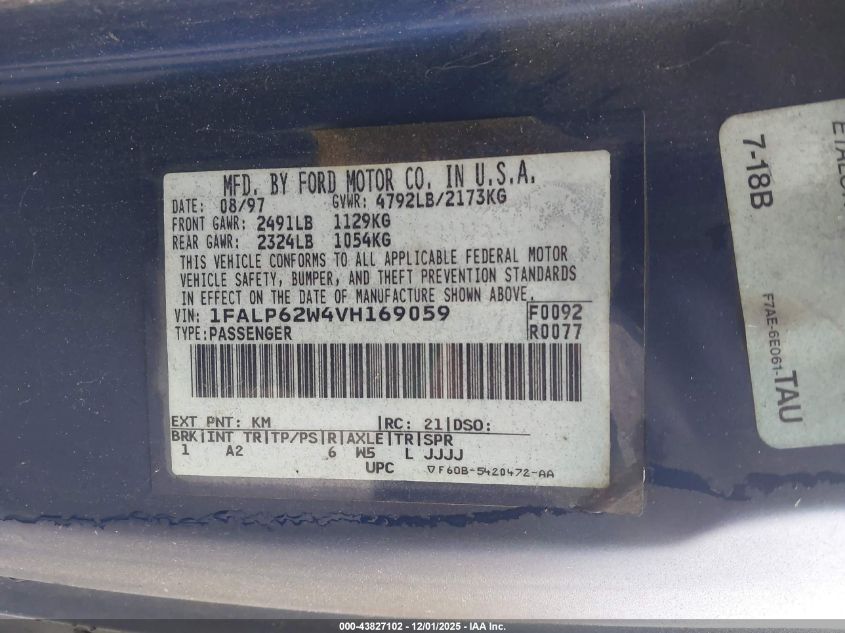 MFD. BY FORD MOTOR CO. IN U.S.A.
DATE: 08/97 GVWR: 4792LB/2173KG
FRONT GAWR: 2491LB 1129KG
REAR GAWR: 2324LB 1054KG
THIS VEHICLE CONFORMS TO ALL APPLICABLE FEDERAL MOTOR
VEHICLE SAFETY, BUMPER, AND THEFT PREVENTION STANDARDS
IN EFFECT ON THE DATE OF MANUFACTURE SHOWN ABOVE.
VIN: 1FALP62W4VH169059 F0092
TYPE: PASSENGER R0077
EXT PNT: KM |RC: 21|DSO:
BRK|INT TR|TP/PS|R|AXLE|TR|SPR
1 A2 6 W5 L JJJJ
UPC ▽F60B-5420472-AA
7-18B
F7AE-6E061-TAU
000-43827102 - 12/01/2025 - IAA Inc.